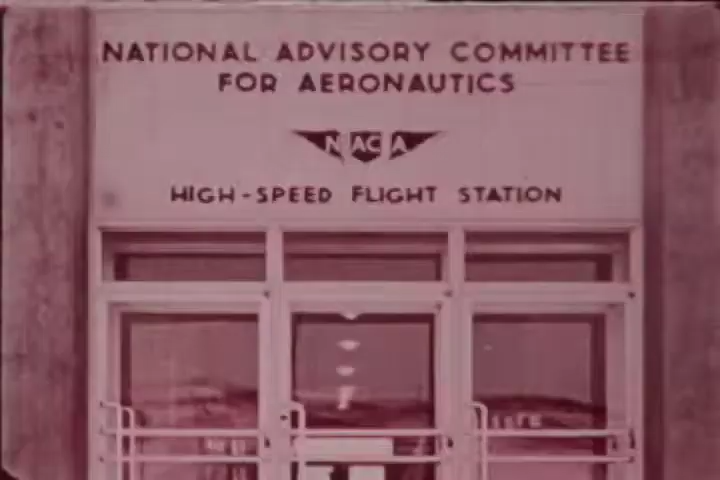 NATIONAL ADVISORY COMMITTEE
FOR AERONAUTICS
NACA
HIGH-SPEED FLIGHT STATION